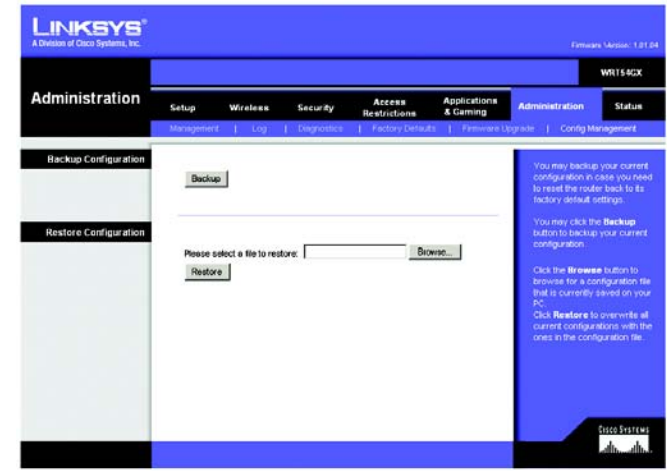 LINKSYS®
A Division of Cisco Systems, Inc.
Firmware Version: 1.01.04
WRT54GX
Administration
Setup
Wireless
Security
Access Restrictions
Applications & Gaming
Administration
Status
Management | Log | Diagnostics | Factory Defaults | Firmware Upgrade | Config Management
Backup Configuration
Backup
Restore Configuration
Please select a file to restore:
Browse...
Restore
You may backup your current
configuration in case you need
to reset the router back to its
factory default settings.
You may click the Backup
button to backup your current
configuration.
Click the Browse button to
browse for a configuration file
that is currently saved on your
PC.
Click Restore to overwrite all
current configurations with the
ones in the configuration file.
CISCO SYSTEMS